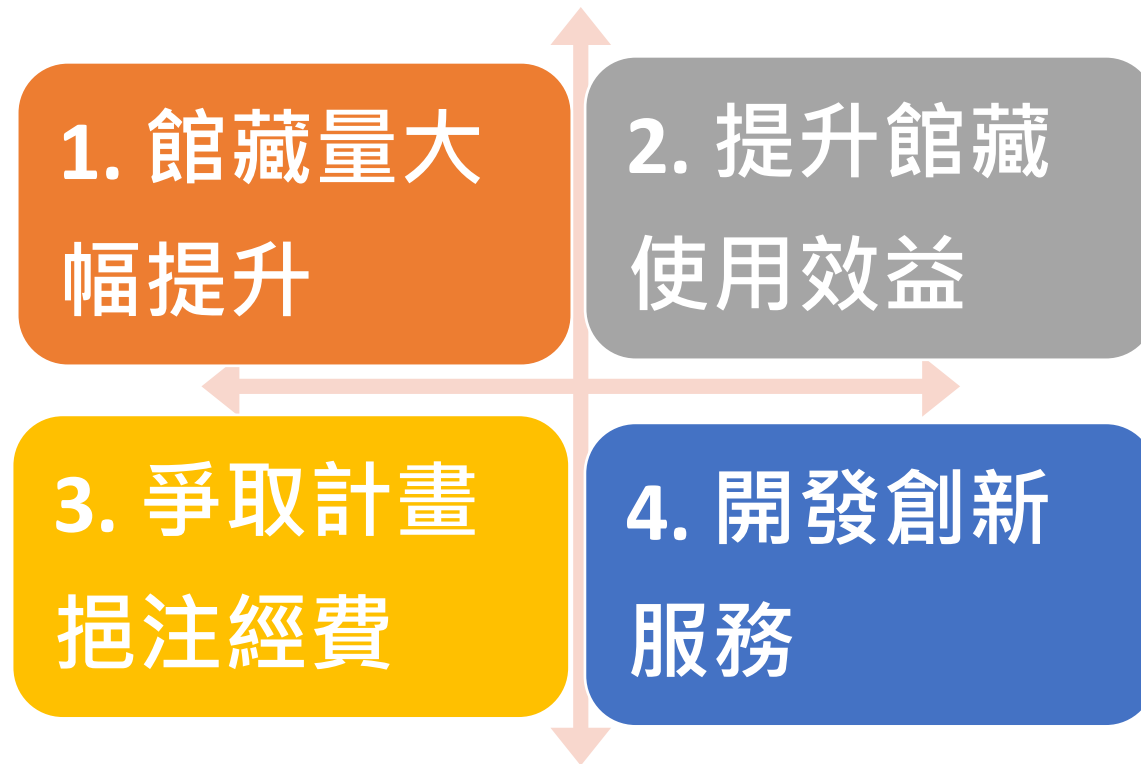 1. 館藏量大
幅提升
2. 提升館藏
使用效益
3. 爭取計畫
挹注經費
4. 開發創新
服務